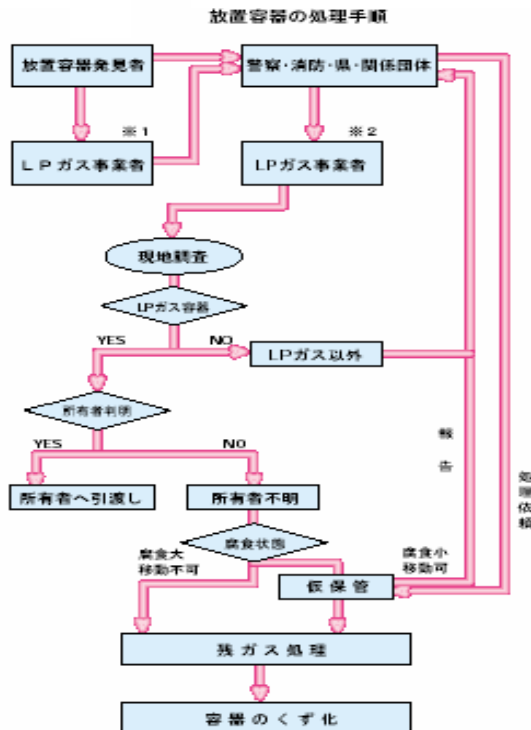 放置容器の処理手順
放置容器発見者
警察・消防・県・関係団体
※1
※2
LPガス事業者
LPガス事業者
現地調査
LPガス容器
YES
NO
LPガス以外
所有者判明
YES
NO
報告
処理依頼
所有者へ引渡し
所有者不明
腐食状態
腐食大
移動不可
腐食小
移動可
仮保管
残ガス処理
容器のくず化